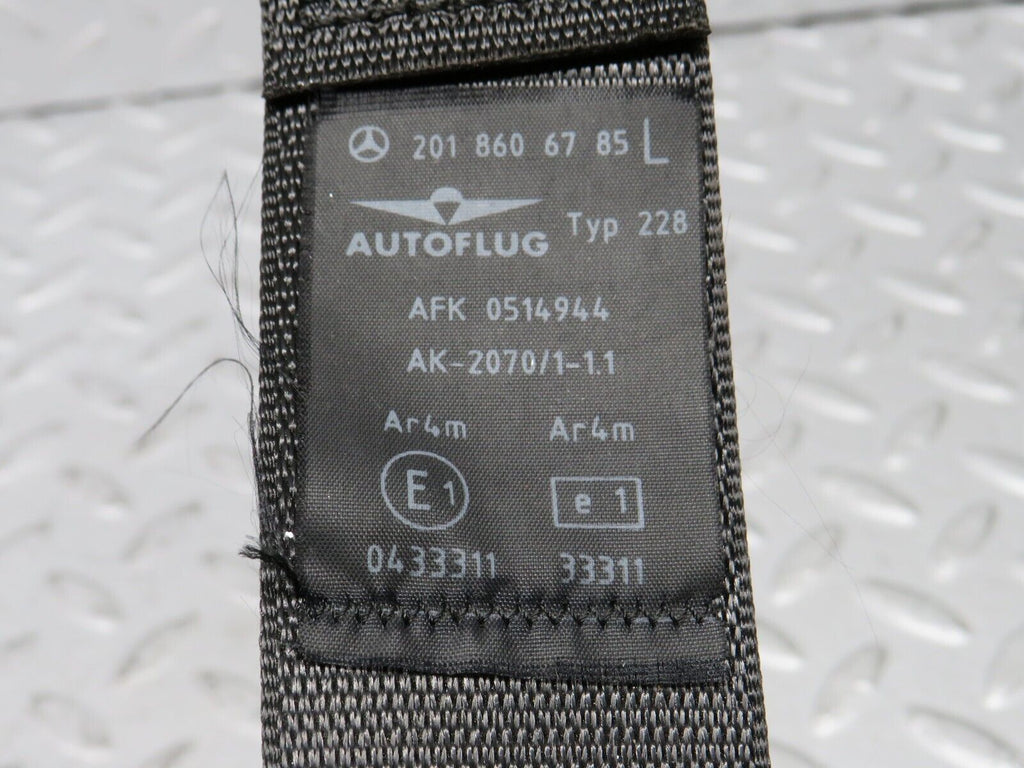 201 860 67 85 L
AUTOFLUG Typ 228
AFK 0514944
AK-2070/1-1.1
Ar4m Ar4m
E1 e 1
0433311 33311